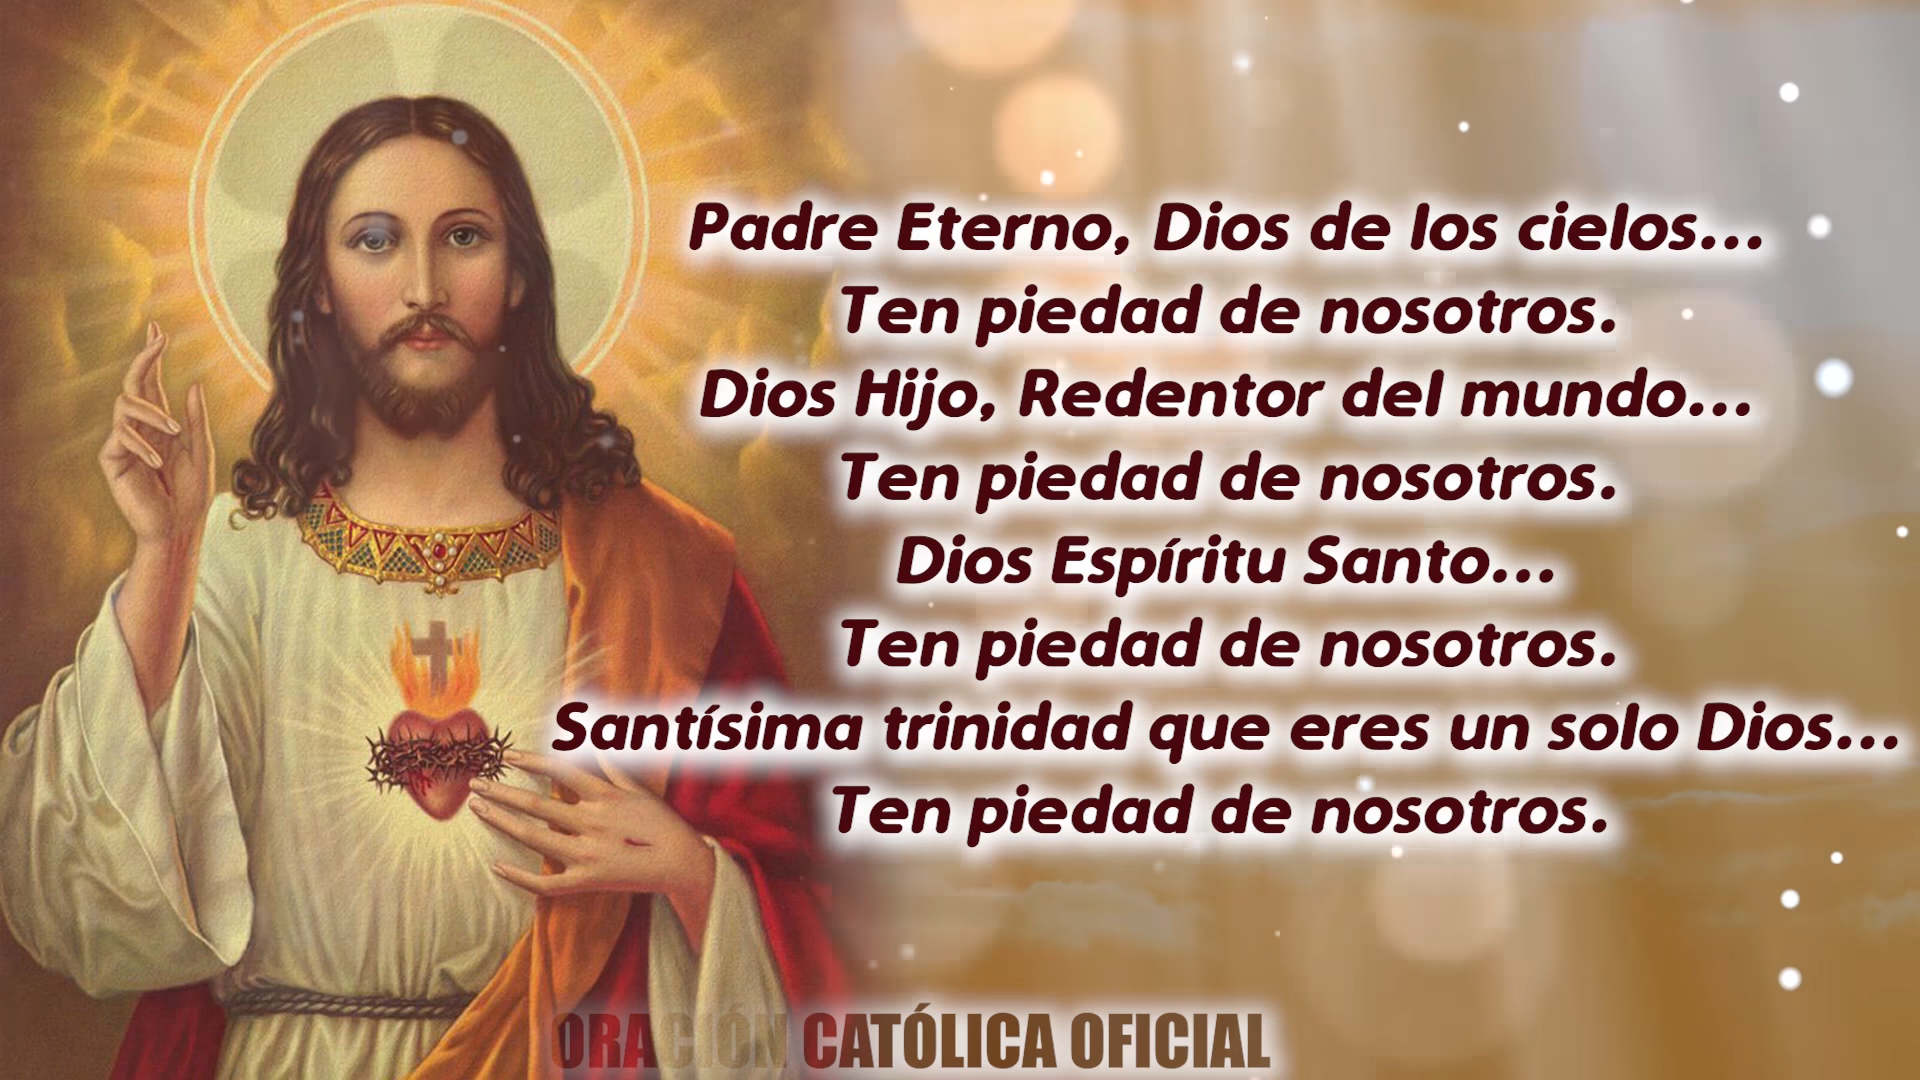 Padre Eterno, Dios de los cielos...
Ten piedad de nosotros.
Dios Hijo, Redentor del mundo...
Ten piedad de nosotros.
Dios Espíritu Santo...
Ten piedad de nosotros.
Santísima trinidad que eres un solo Dios...
Ten piedad de nosotros.
ORACIÓN CATÓLICA OFICIAL